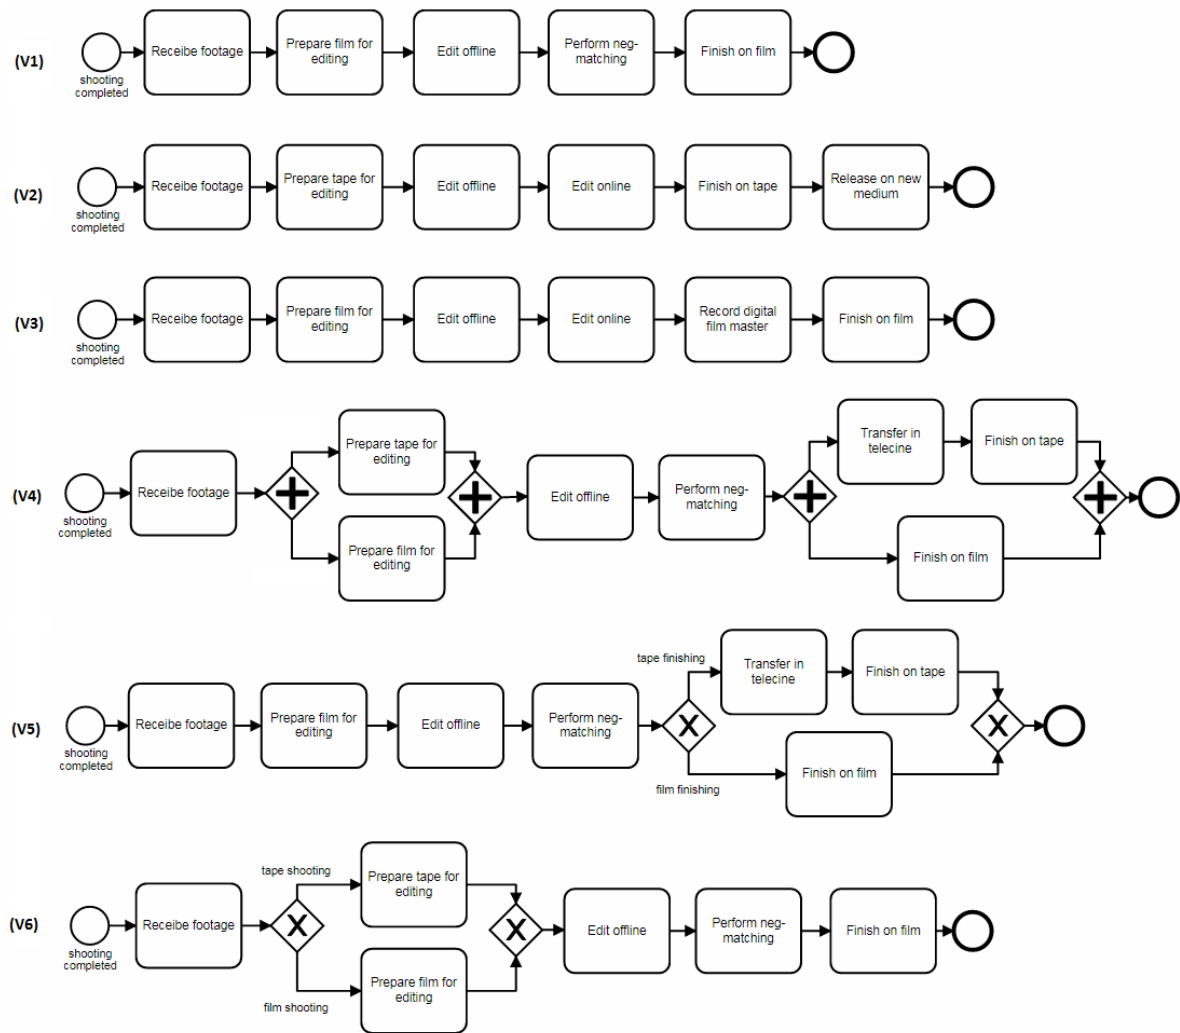 (V1)
shooting
completed
Receibe footage
Prepare film for
editing
Edit offline
Perform neg-
matching
Finish on film
(V2)
shooting
completed
Receibe footage
Prepare tape for
editing
Edit offline
Edit online
Finish on tape
Release on new
medium
(V3)
shooting
completed
Receibe footage
Prepare film for
editing
Edit offline
Edit online
Record digital
film master
Finish on film
(V4)
shooting
completed
Receibe footage
Prepare tape for
editing
Prepare film for
editing
Edit offline
Perform neg-
matching
Transfer in
telecine
Finish on tape
Finish on film
(V5)
shooting
completed
Receibe footage
Prepare film for
editing
Edit offline
Perform neg-
matching
tape finishing
Transfer in
telecine
Finish on tape
film finishing
Finish on film
(V6)
shooting
completed
Receibe footage
tape shooting
Prepare tape for
editing
film shooting
Prepare film for
editing
Edit offline
Perform neg-
matching
Finish on film